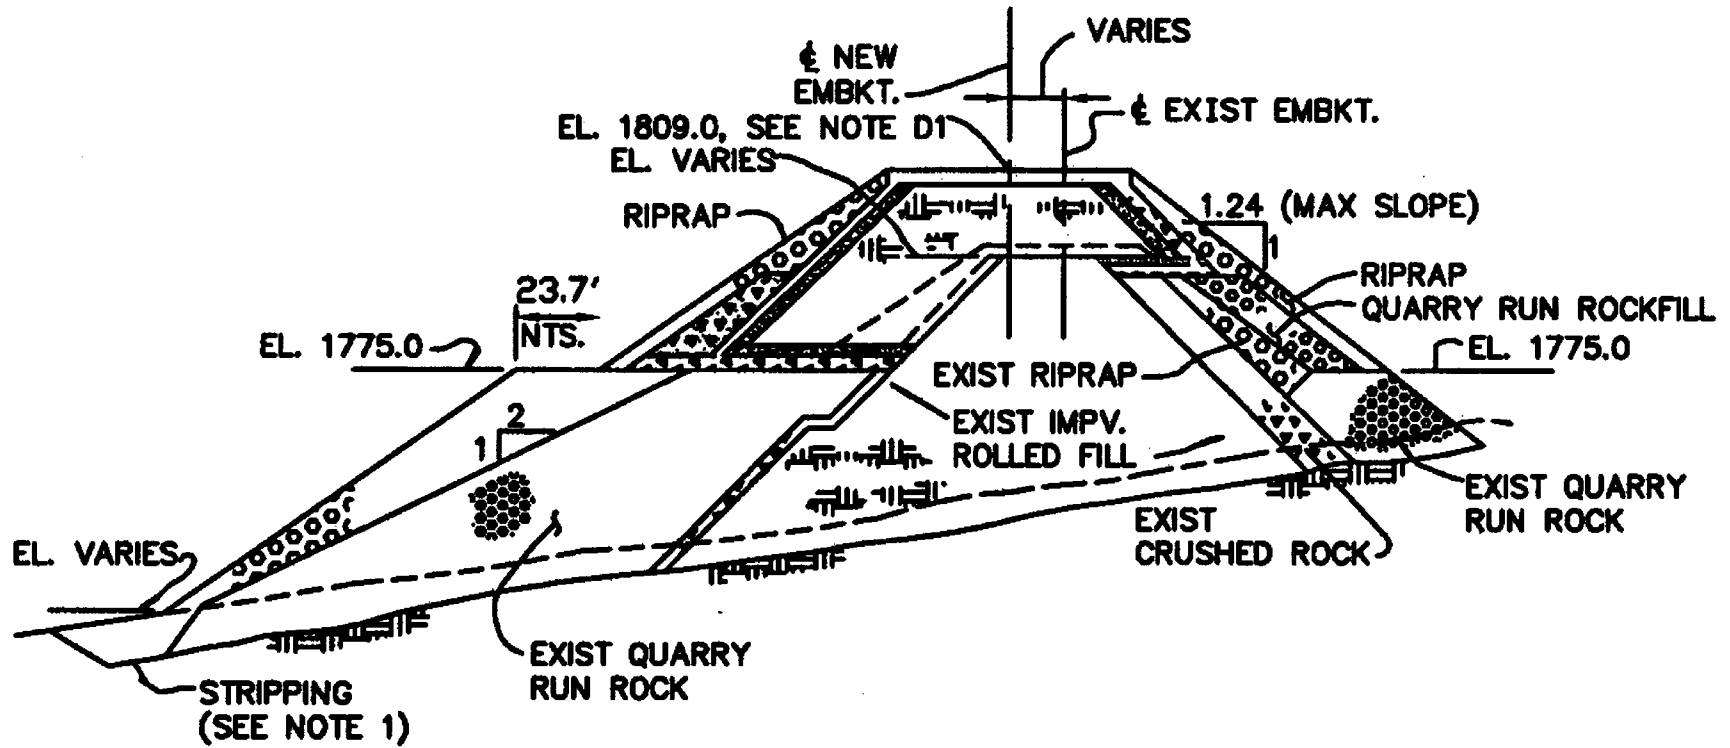 VARIES
℄ NEW
EMBKT.
℄ EXIST EMBKT.
EL. 1809.0, SEE NOTE D1
EL. VARIES
RIPRAP
1.24 (MAX SLOPE)
1
23.7'
NTS.
RIPRAP
QUARRY RUN ROCKFILL
EL. 1775.0
EL. 1775.0
EXIST RIPRAP
2
1
EXIST IMPV.
ROLLED FILL
EXIST QUARRY
RUN ROCK
EXIST
CRUSHED ROCK
EL. VARIES
EXIST QUARRY
RUN ROCK
STRIPPING
(SEE NOTE 1)